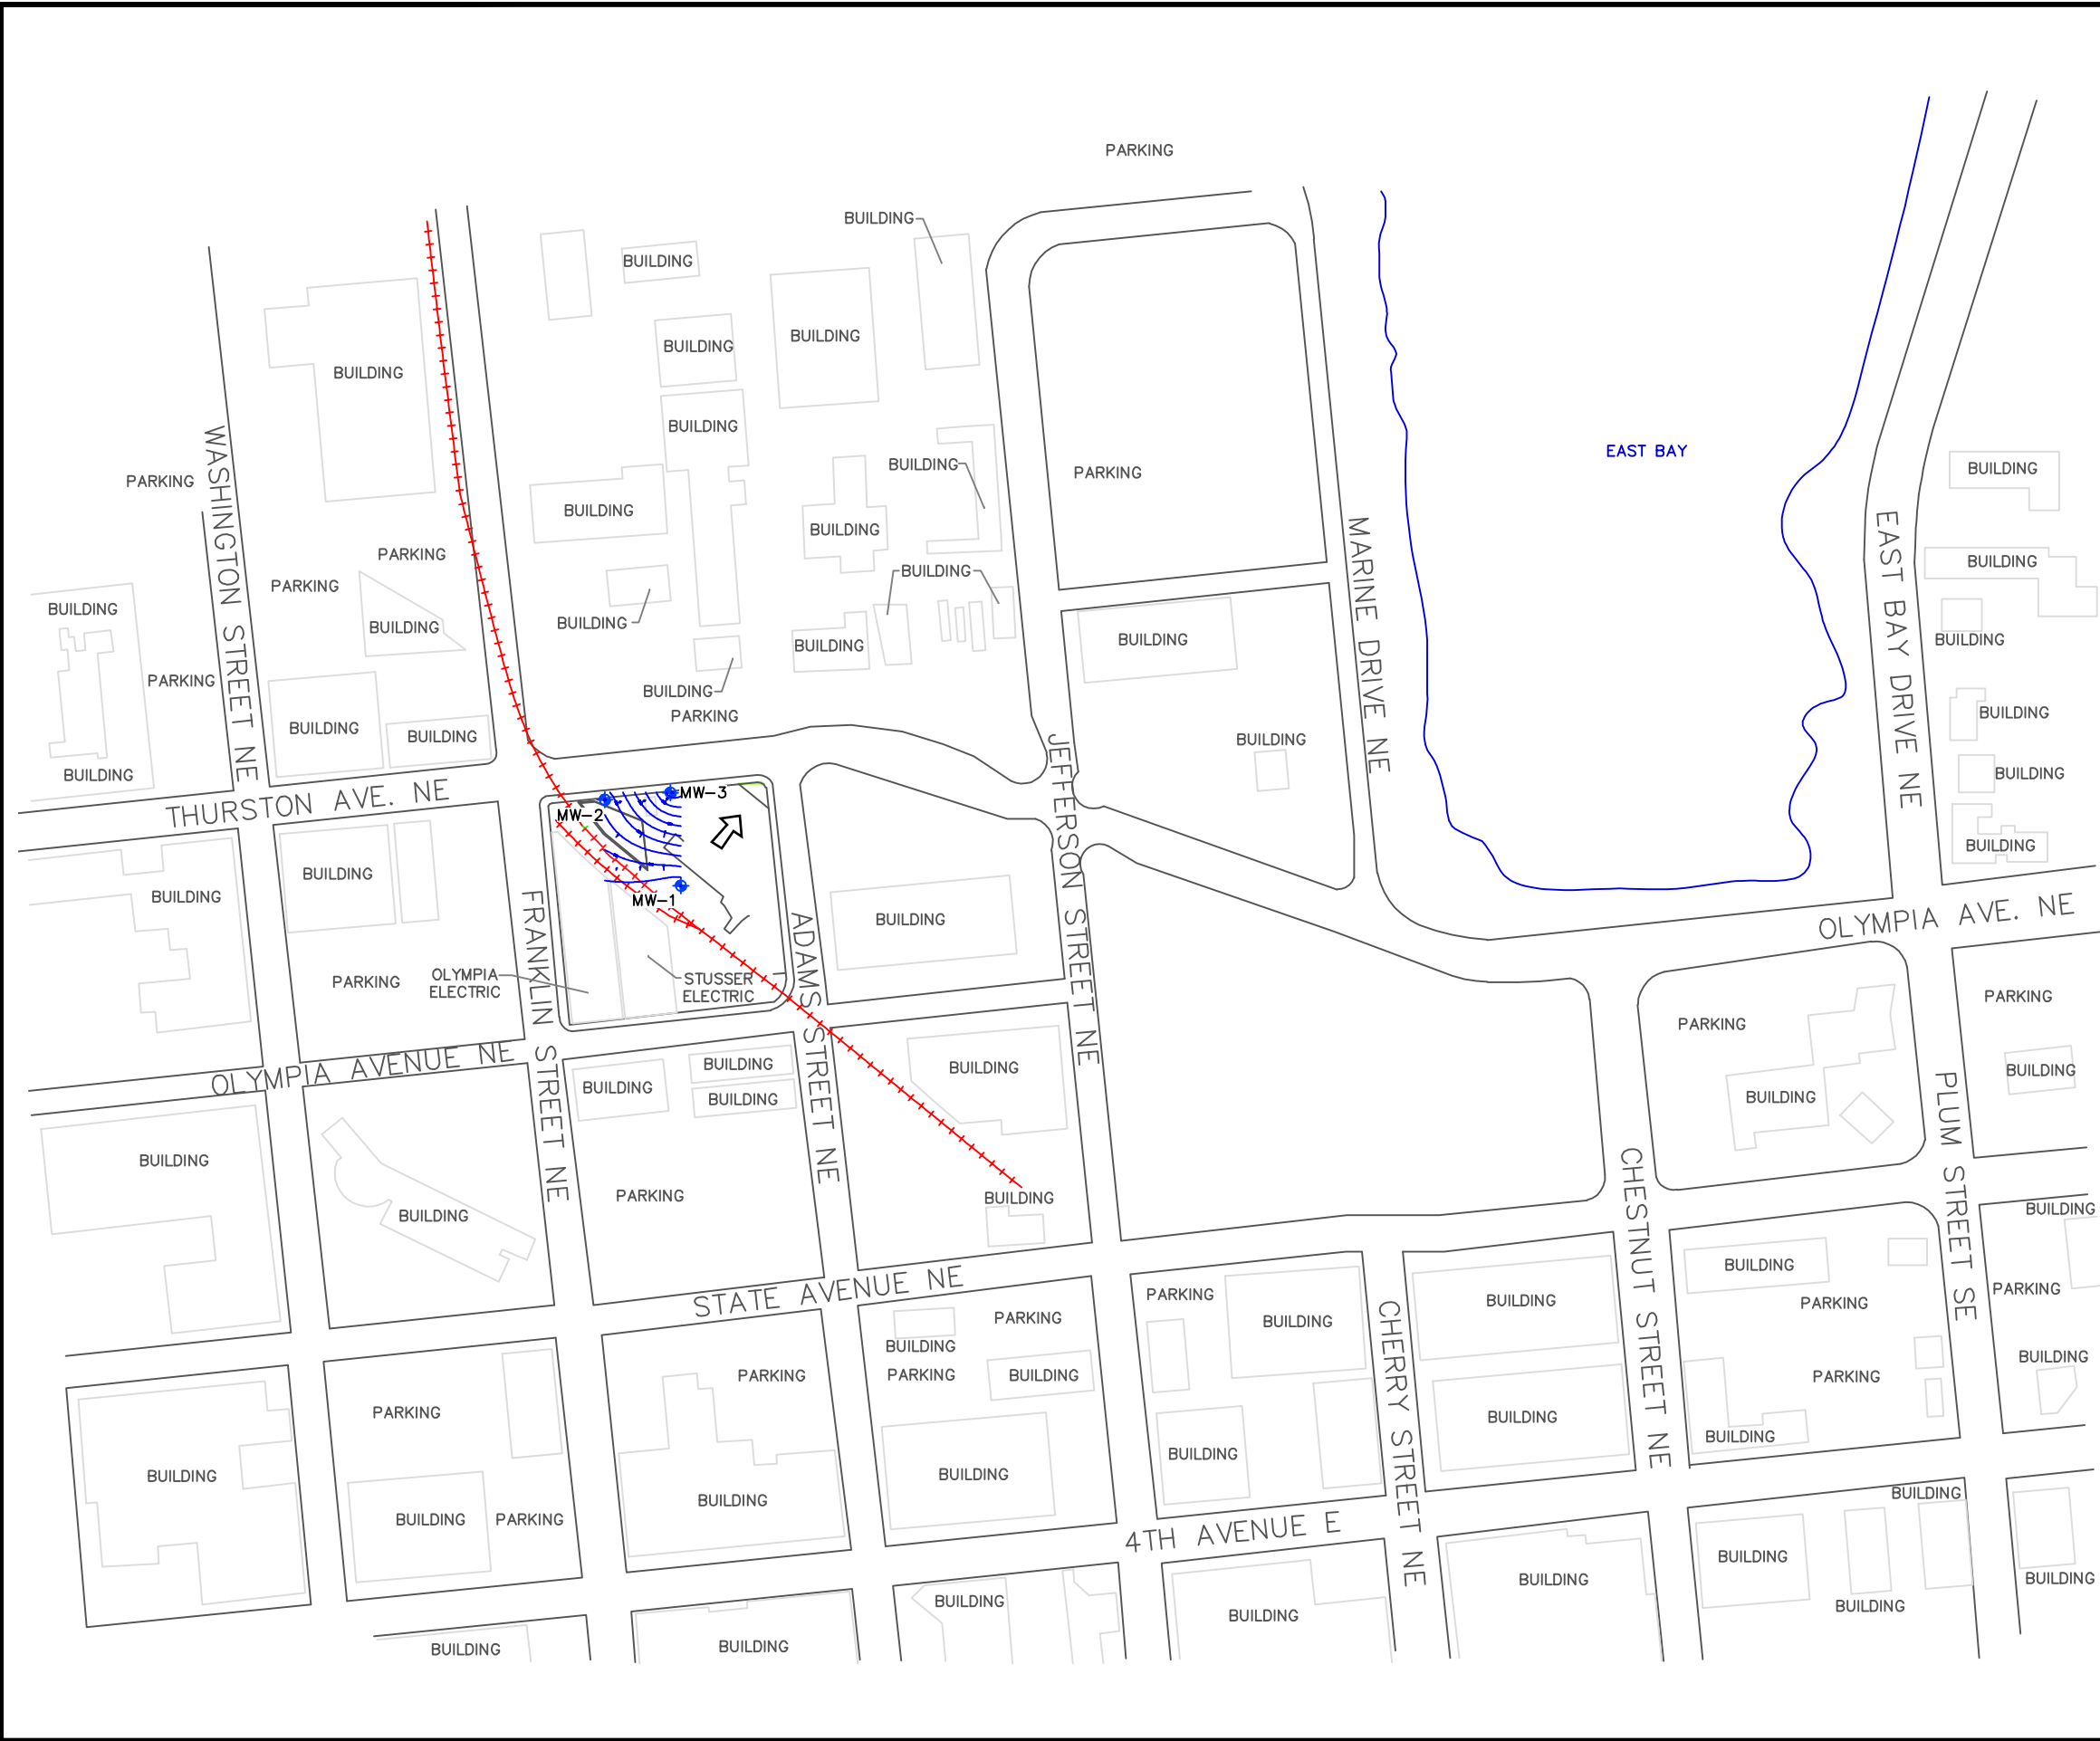 PARKING
BUILDING
BUILDING
BUILDING
BUILDING
BUILDING
BUILDING
BUILDING
EAST BAY
BUILDING
BUILDING
PARKING
PARKING
WASHINGTON STREET NE
BUILDING
BUILDING
MARINE DRIVE NE
EAST BAY DRIVE NE
PARKING
BUILDING
BUILDING
BUILDING
PARKING
BUILDING
BUILDING
BUILDING
BUILDING
BUILDING
BUILDING
BUILDING
PARKING
BUILDING
PARKING
BUILDING
BUILDING
BUILDING
BUILDING
JEFFERSON STREET NE
BUILDING
BUILDING
THURSTON AVE. NE
MW-3
MW-2
BUILDING
BUILDING
BUILDING
MW-1
FRANKLIN STREET NE
ADAMS STREET NE
BUILDING
OLYMPIA AVE. NE
PARKING
OLYMPIA
ELECTRIC
STUSSER
ELECTRIC
PARKING
PARKING
OLYMPIA AVENUE NE
BUILDING
BUILDING
BUILDING
BUILDING
BUILDING
BUILDING
PLUM STREET SE
BUILDING
CHESTNUT STREET NE
PARKING
BUILDING
BUILDING
BUILDING
STATE AVENUE NE
BUILDING
PARKING
PARKING
BUILDING
CHERRY STREET NE
BUILDING
PARKING
PARKING
BUILDING
BUILDING
PARKING
PARKING
BUILDING
PARKING
BUILDING
PARKING
BUILDING
BUILDING
BUILDING
BUILDING
BUILDING
BUILDING
BUILDING
PARKING
4TH AVENUE E
BUILDING
BUILDING
BUILDING
BUILDING
BUILDING
BUILDING
BUILDING
BUILDING
BUILDING